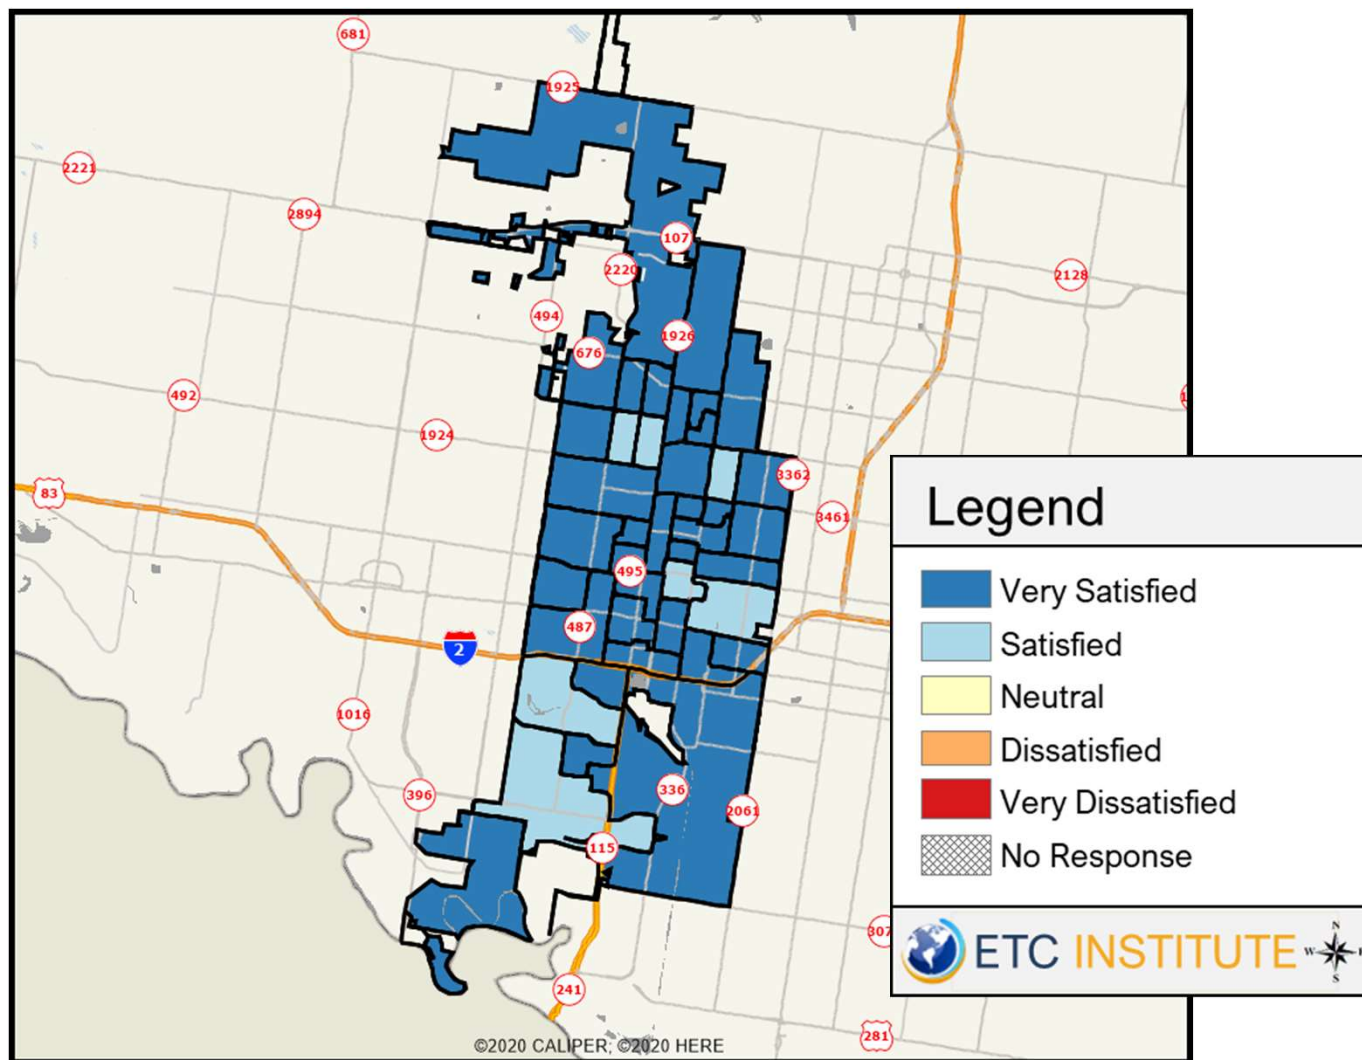 681
1925
2221
2894
107
2220
2128
494
1926
676
492
1924
3362
83
3461
495
487
2
1016
336
396
2061
115
307
241
281
Legend
Very Satisfied
Satisfied
Neutral
Dissatisfied
Very Dissatisfied
No Response
ETC INSTITUTE
N
W
S
©2020 CALIPER; ©2020 HERE